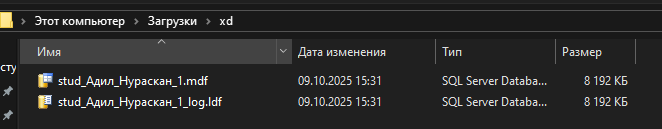 Этот компьютер > Загрузки > xd
Имя Дата изменения Тип Размер
сту
stud_Адил_Нураскан_1.mdf 09.10.2025 15:31 SQL Server Databa... 8 192 КБ
stud_Адил_Нураскан_1_log.ldf 09.10.2025 15:31 SQL Server Databa... 8 192 КБ